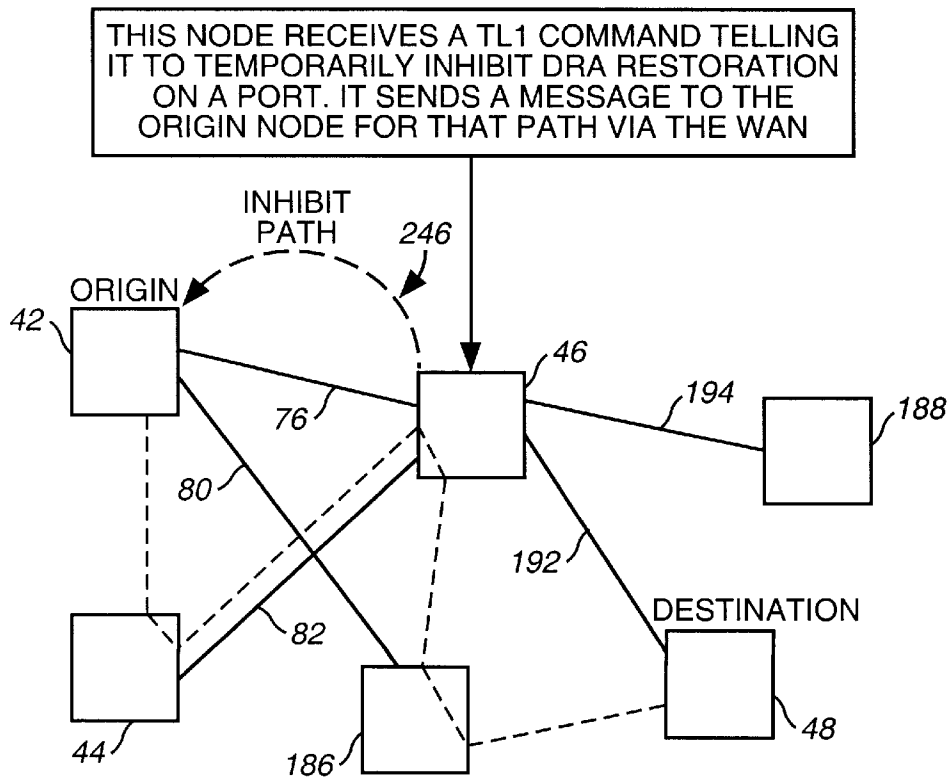 THIS NODE RECEIVES A TL1 COMMAND TELLING
IT TO TEMPORARILY INHIBIT DRA RESTORATION
ON A PORT. IT SENDS A MESSAGE TO THE
ORIGIN NODE FOR THAT PATH VIA THE WAN
INHIBIT
PATH
246
ORIGIN
42
46
76
194
188
80
192
82
DESTINATION
44
186
48